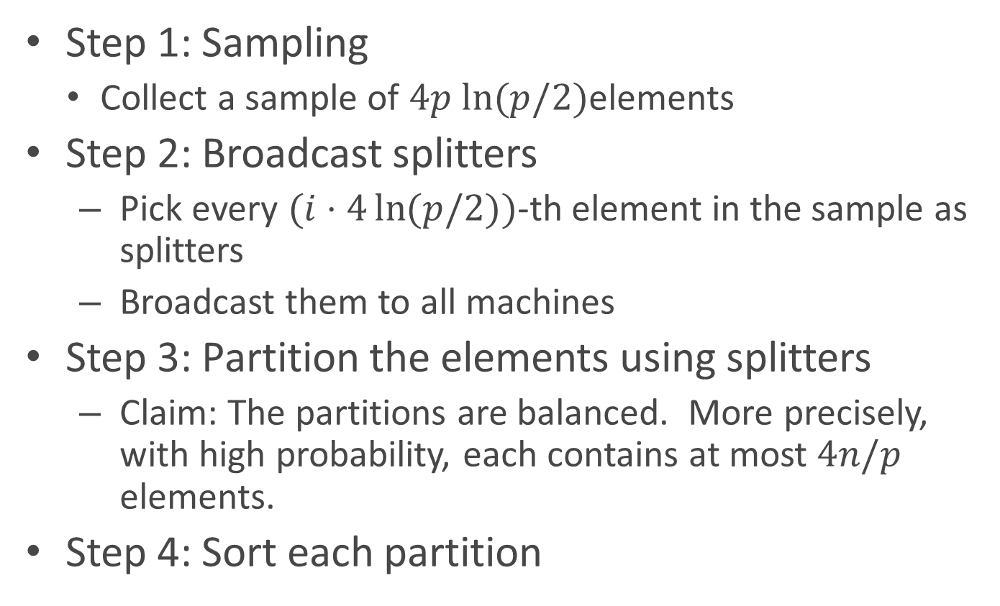 • Step 1: Sampling
• Collect a sample of 4𝑝 ln(𝑝/2)elements
• Step 2: Broadcast splitters
– Pick every (𝑖 · 4 ln(𝑝/2))-th element in the sample as
splitters
– Broadcast them to all machines
• Step 3: Partition the elements using splitters
– Claim: The partitions are balanced.  More precisely,
with high probability, each contains at most 4𝑛/𝑝
elements.
• Step 4: Sort each partition